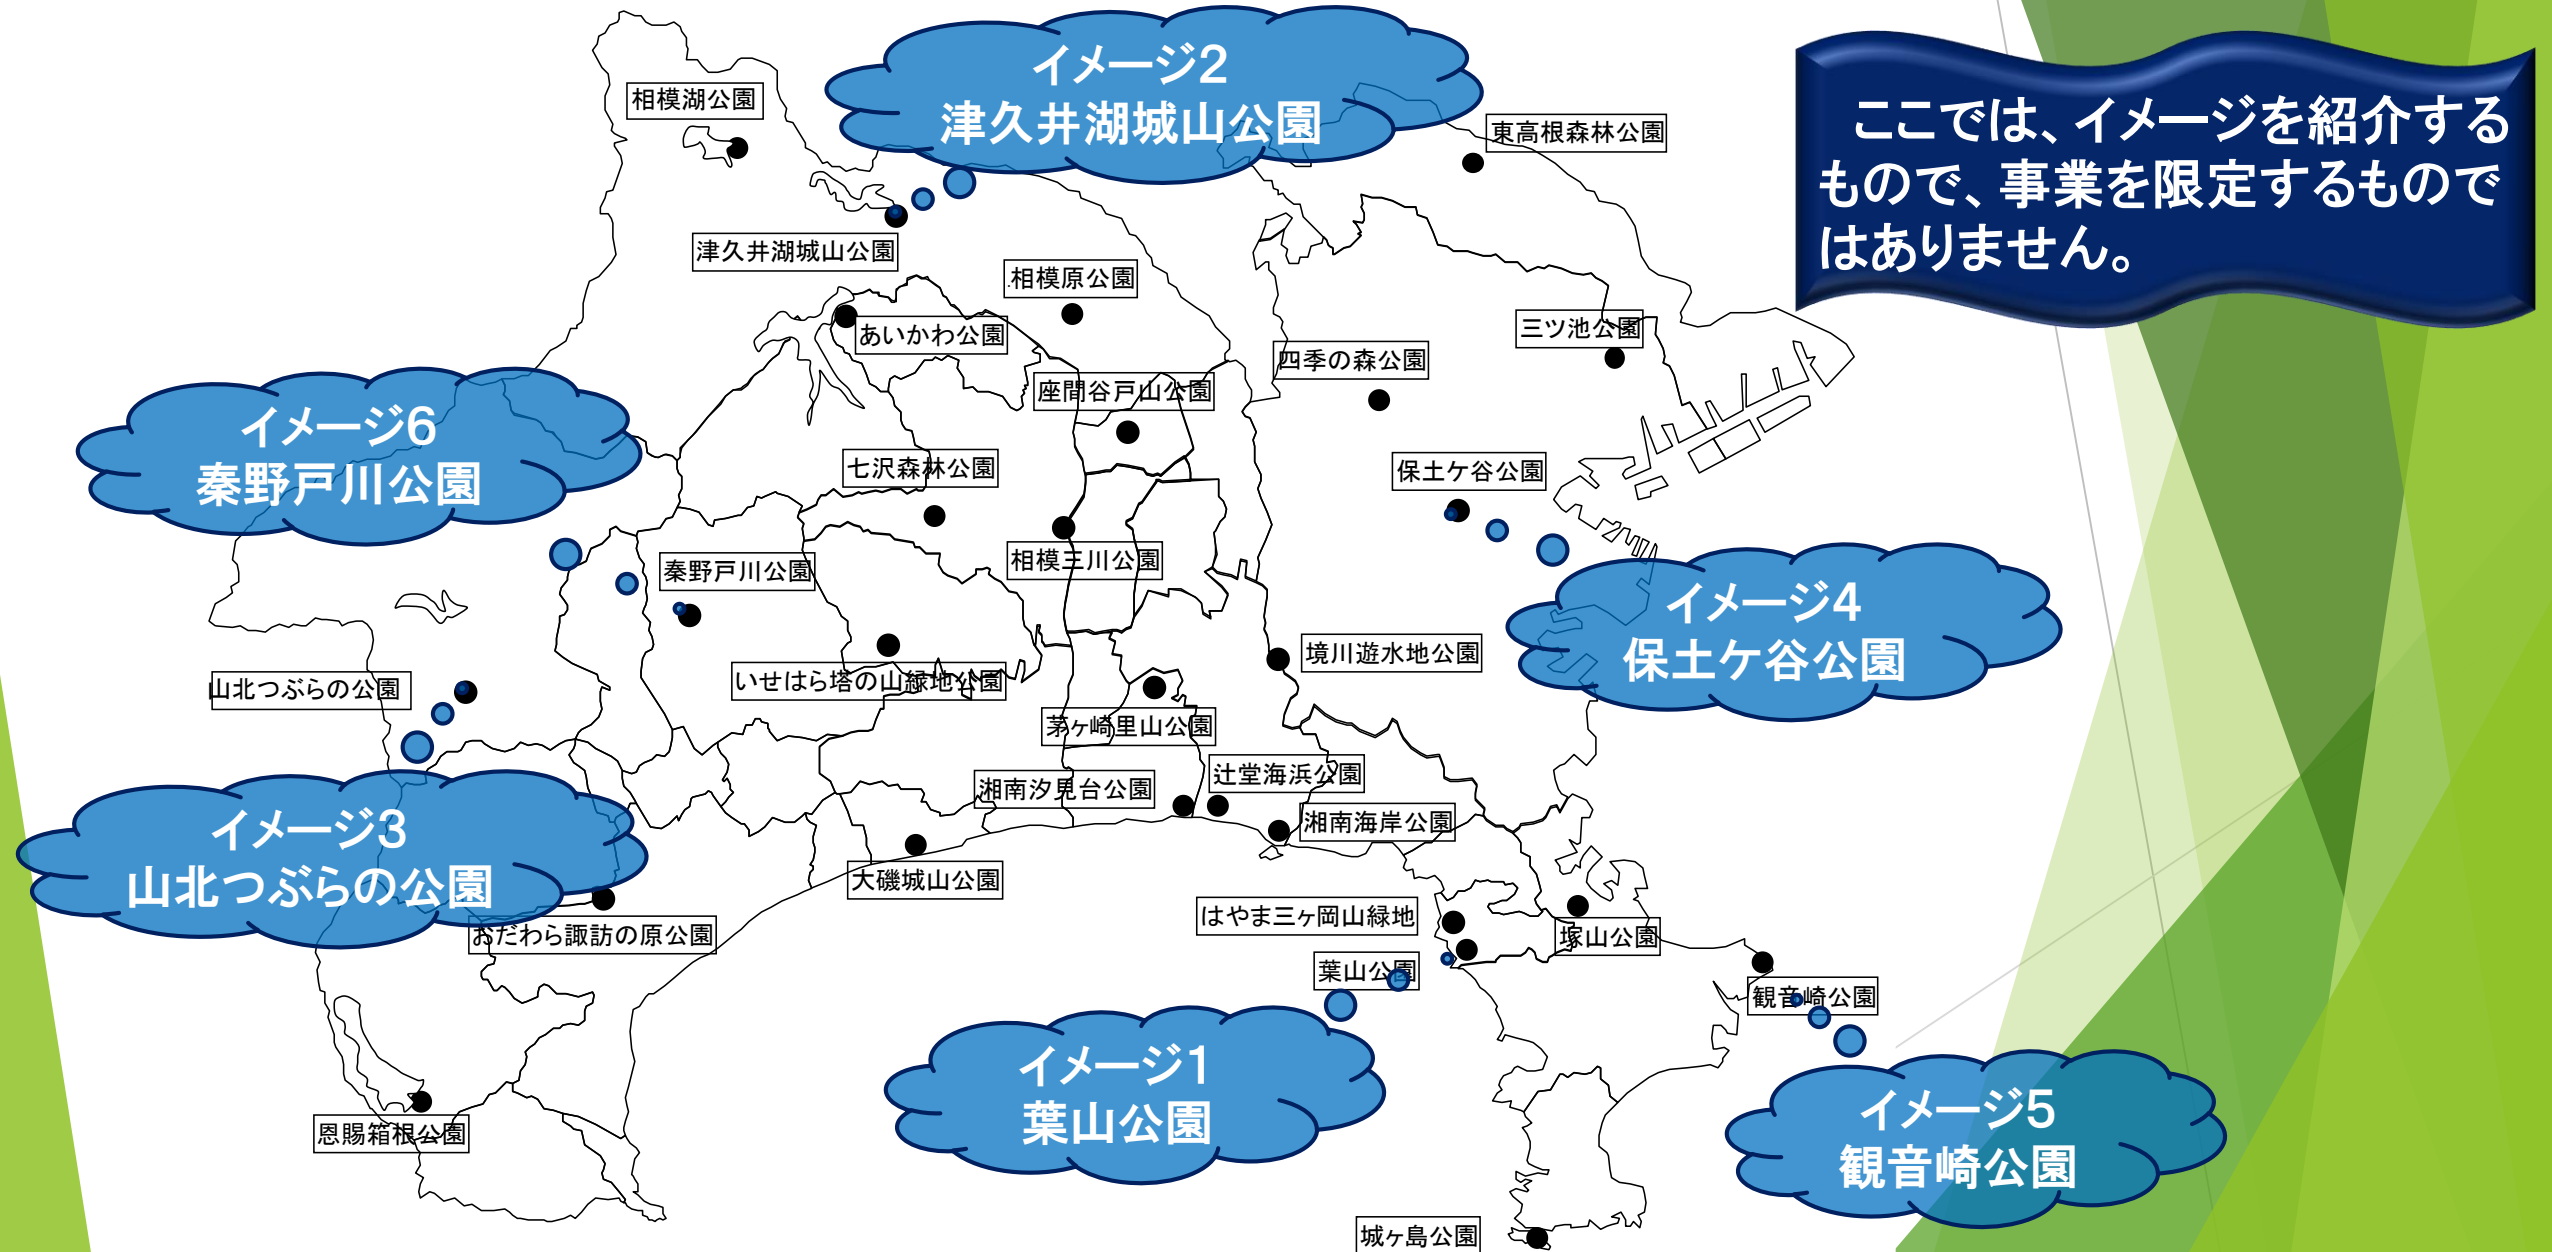 イメージ2
津久井湖城山公園
ここでは、イメージを紹介する
もので、事業を限定するもので
はありません。
相模湖公園
東高根森林公園
津久井湖城山公園
相模原公園
あいかわ公園
三ツ池公園
四季の森公園
座間谷戸山公園
イメージ6
秦野戸川公園
七沢森林公園
保土ケ谷公園
相模三川公園
秦野戸川公園
イメージ4
保土ケ谷公園
境川遊水地公園
いせはら塔の山緑地公園
山北つぶらの公園
茅ヶ崎里山公園
辻堂海浜公園
湘南汐見台公園
湘南海岸公園
イメージ3
山北つぶらの公園
大磯城山公園
おだわら諏訪の原公園
はやま三ヶ岡山緑地
塚山公園
葉山公園
観音崎公園
イメージ1
葉山公園
イメージ5
観音崎公園
恩賜箱根公園
城ヶ島公園